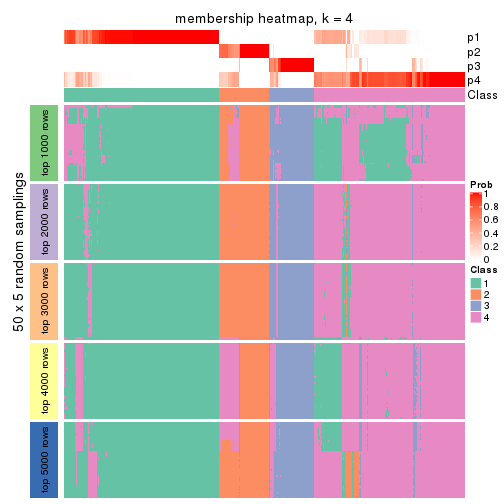 membership heatmap, k = 4
p1
p2
p3
p4
Class
50 x 5 random samplings
top 1000 rows
top 2000 rows
top 3000 rows
top 4000 rows
top 5000 rows
Prob
1
0.8
0.6
0.4
0.2
0
Class
1
2
3
4